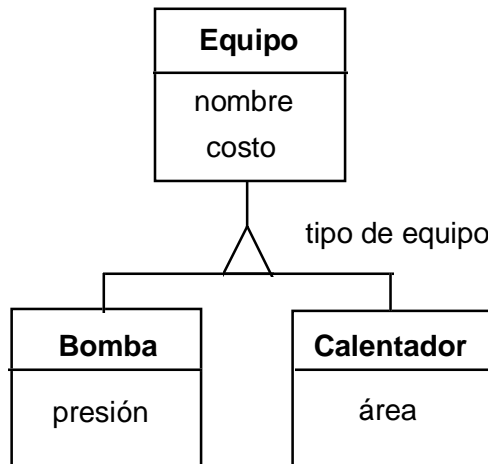 Equipo
nombre
costo
tipo de equipo
Bomba
Calentador
presión
área